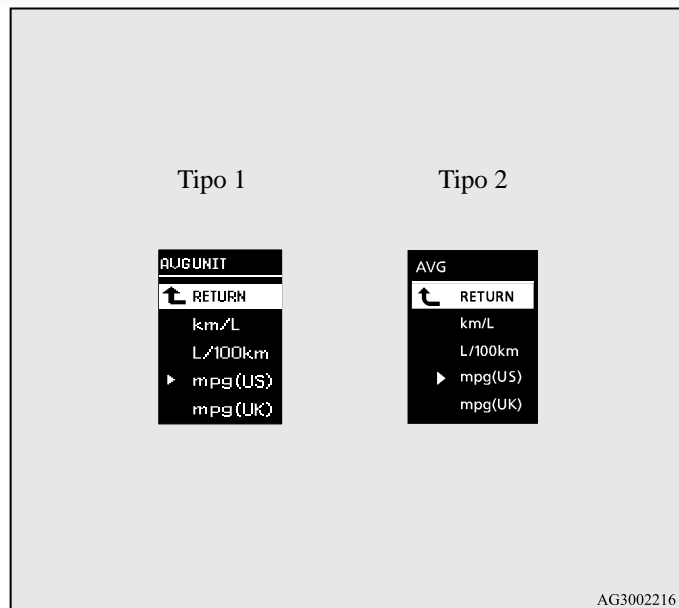 Tipo 1
Tipo 2
AVGUNIT
RETURN
km/L
L/100km
mpg(US)
mpg(UK)
AVG
RETURN
km/L
L/100km
mpg(US)
mpg(UK)
AG3002216